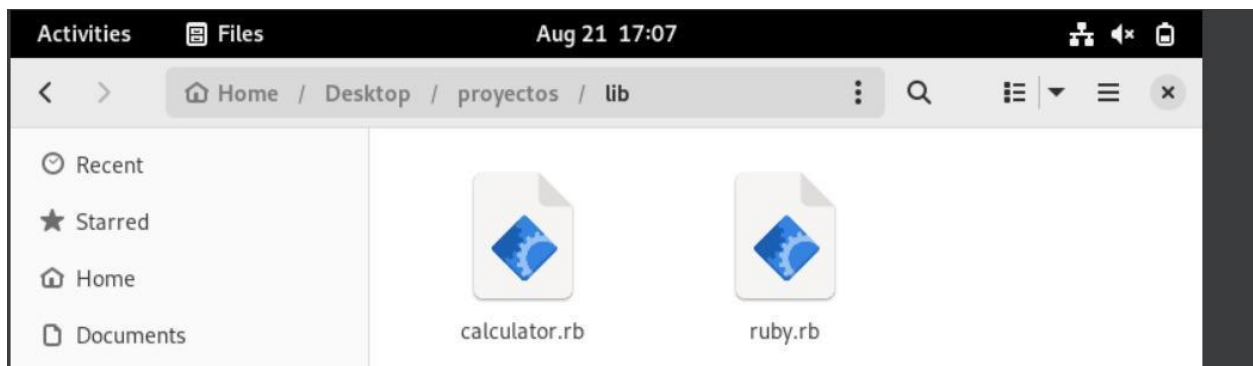 Activities Files Aug 21 17:07
Home / Desktop / proyectos / lib
Recent
Starred
Home
Documents
calculator.rb ruby.rb